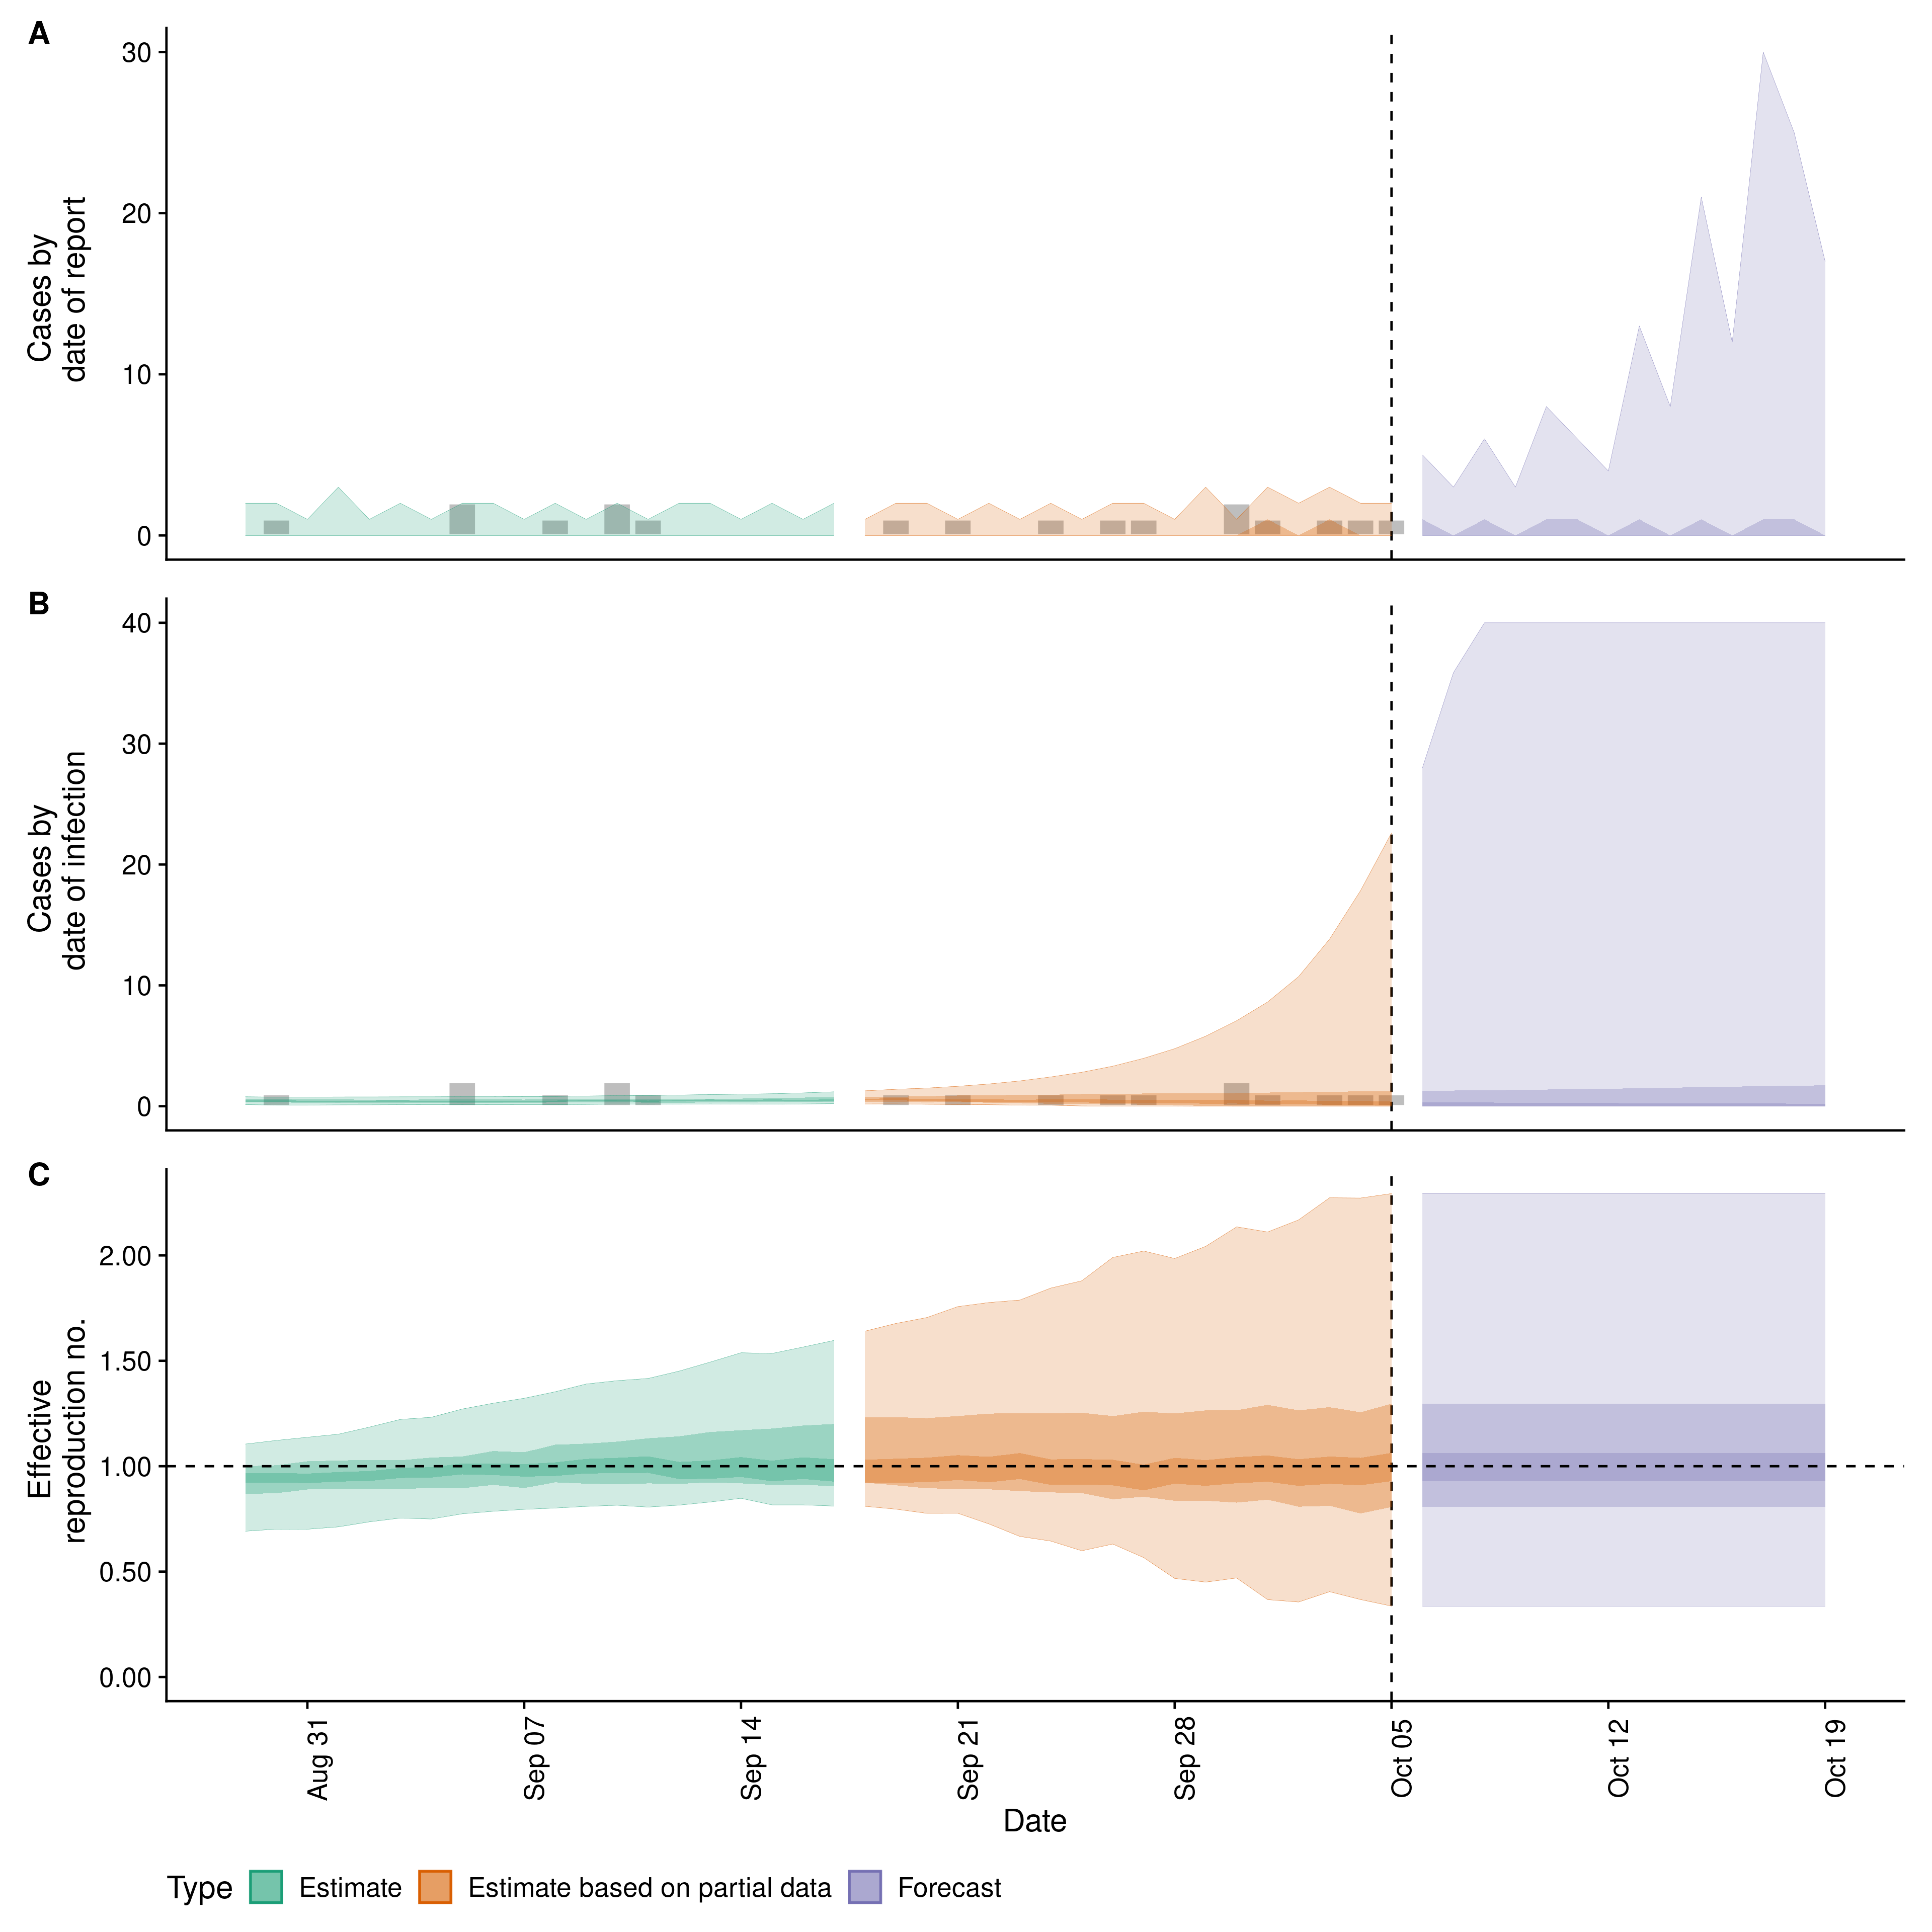 A
30
20
10
0
Cases by
date of report
B
40
30
20
10
0
Cases by
date of infection
C
2.00
1.50
1.00
0.50
0.00
Effective
reproduction no.
Aug 31
Sep 07
Sep 14
Sep 21
Sep 28
Oct 05
Oct 12
Oct 19
Date
Type Estimate Estimate based on partial data Forecast